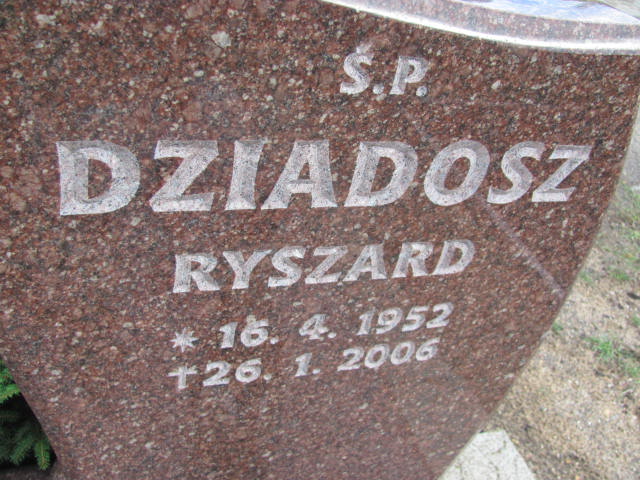 Ś.P.
DZIADOSZ
RYSZARD
* 16. 4. 1952
† 26. 1. 2006